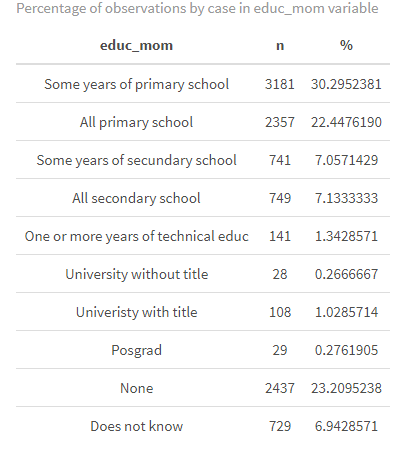 Percentage of observations by case in educ_mom variable
educ_mom n %
Some years of primary school 3181 30.2952381
All primary school 2357 22.4476190
Some years of secundary school 741 7.0571429
All secondary school 749 7.1333333
One or more years of technical educ 141 1.3428571
University without title 28 0.2666667
Univeristy with title 108 1.0285714
Posgrad 29 0.2761905
None 2437 23.2095238
Does not know 729 6.9428571